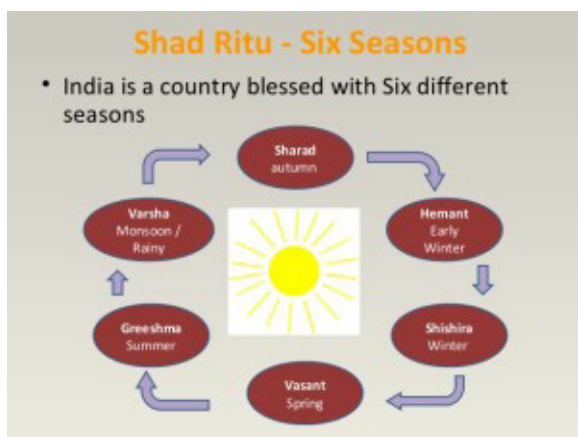 Shad Ritu - Six Seasons
• India is a country blessed with Six different
seasons
Sharad
autumn
Hemant
Early
Winter
Shishira
Winter
Vasant
Spring
Greeshma
Summer
Varsha
Monsoon /
Rainy